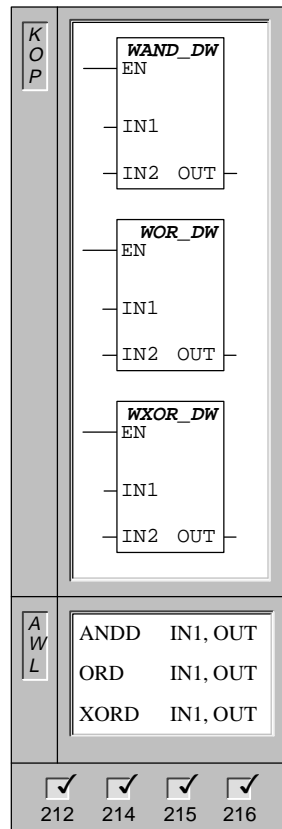 K
O
P
WAND_DW
EN
IN1
IN2 OUT
WOR_DW
EN
IN1
IN2 OUT
WXOR_DW
EN
IN1
IN2 OUT
A
W
L
ANDD IN1, OUT
ORD IN1, OUT
XORD IN1, OUT
212 214 215 216